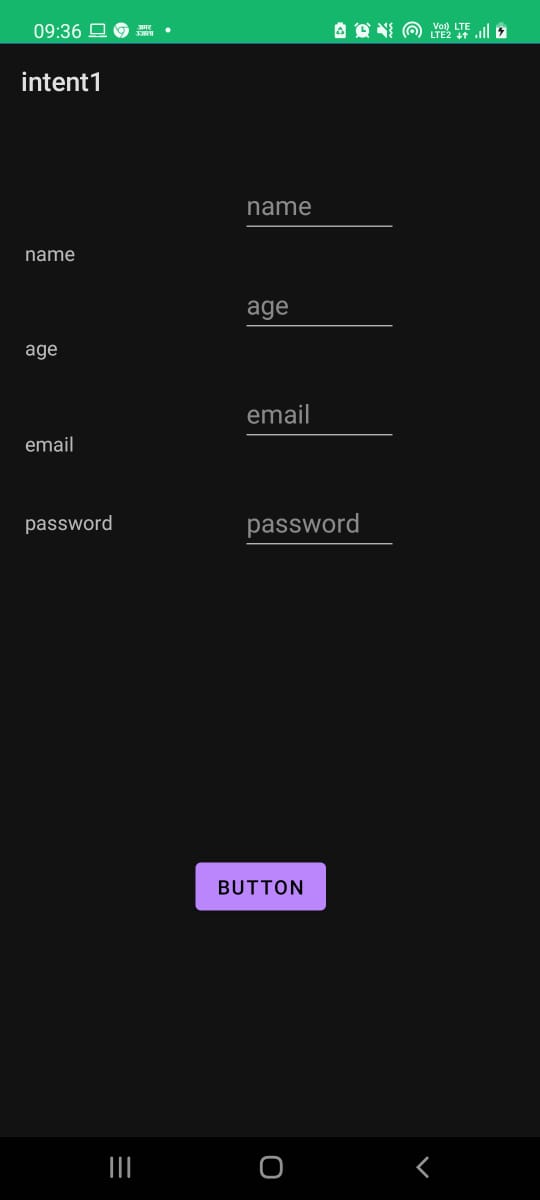 09:36 अमर उजाला Vo)) LTE LTE2
intent1
name
name
age
age
email
email
password password
BUTTON